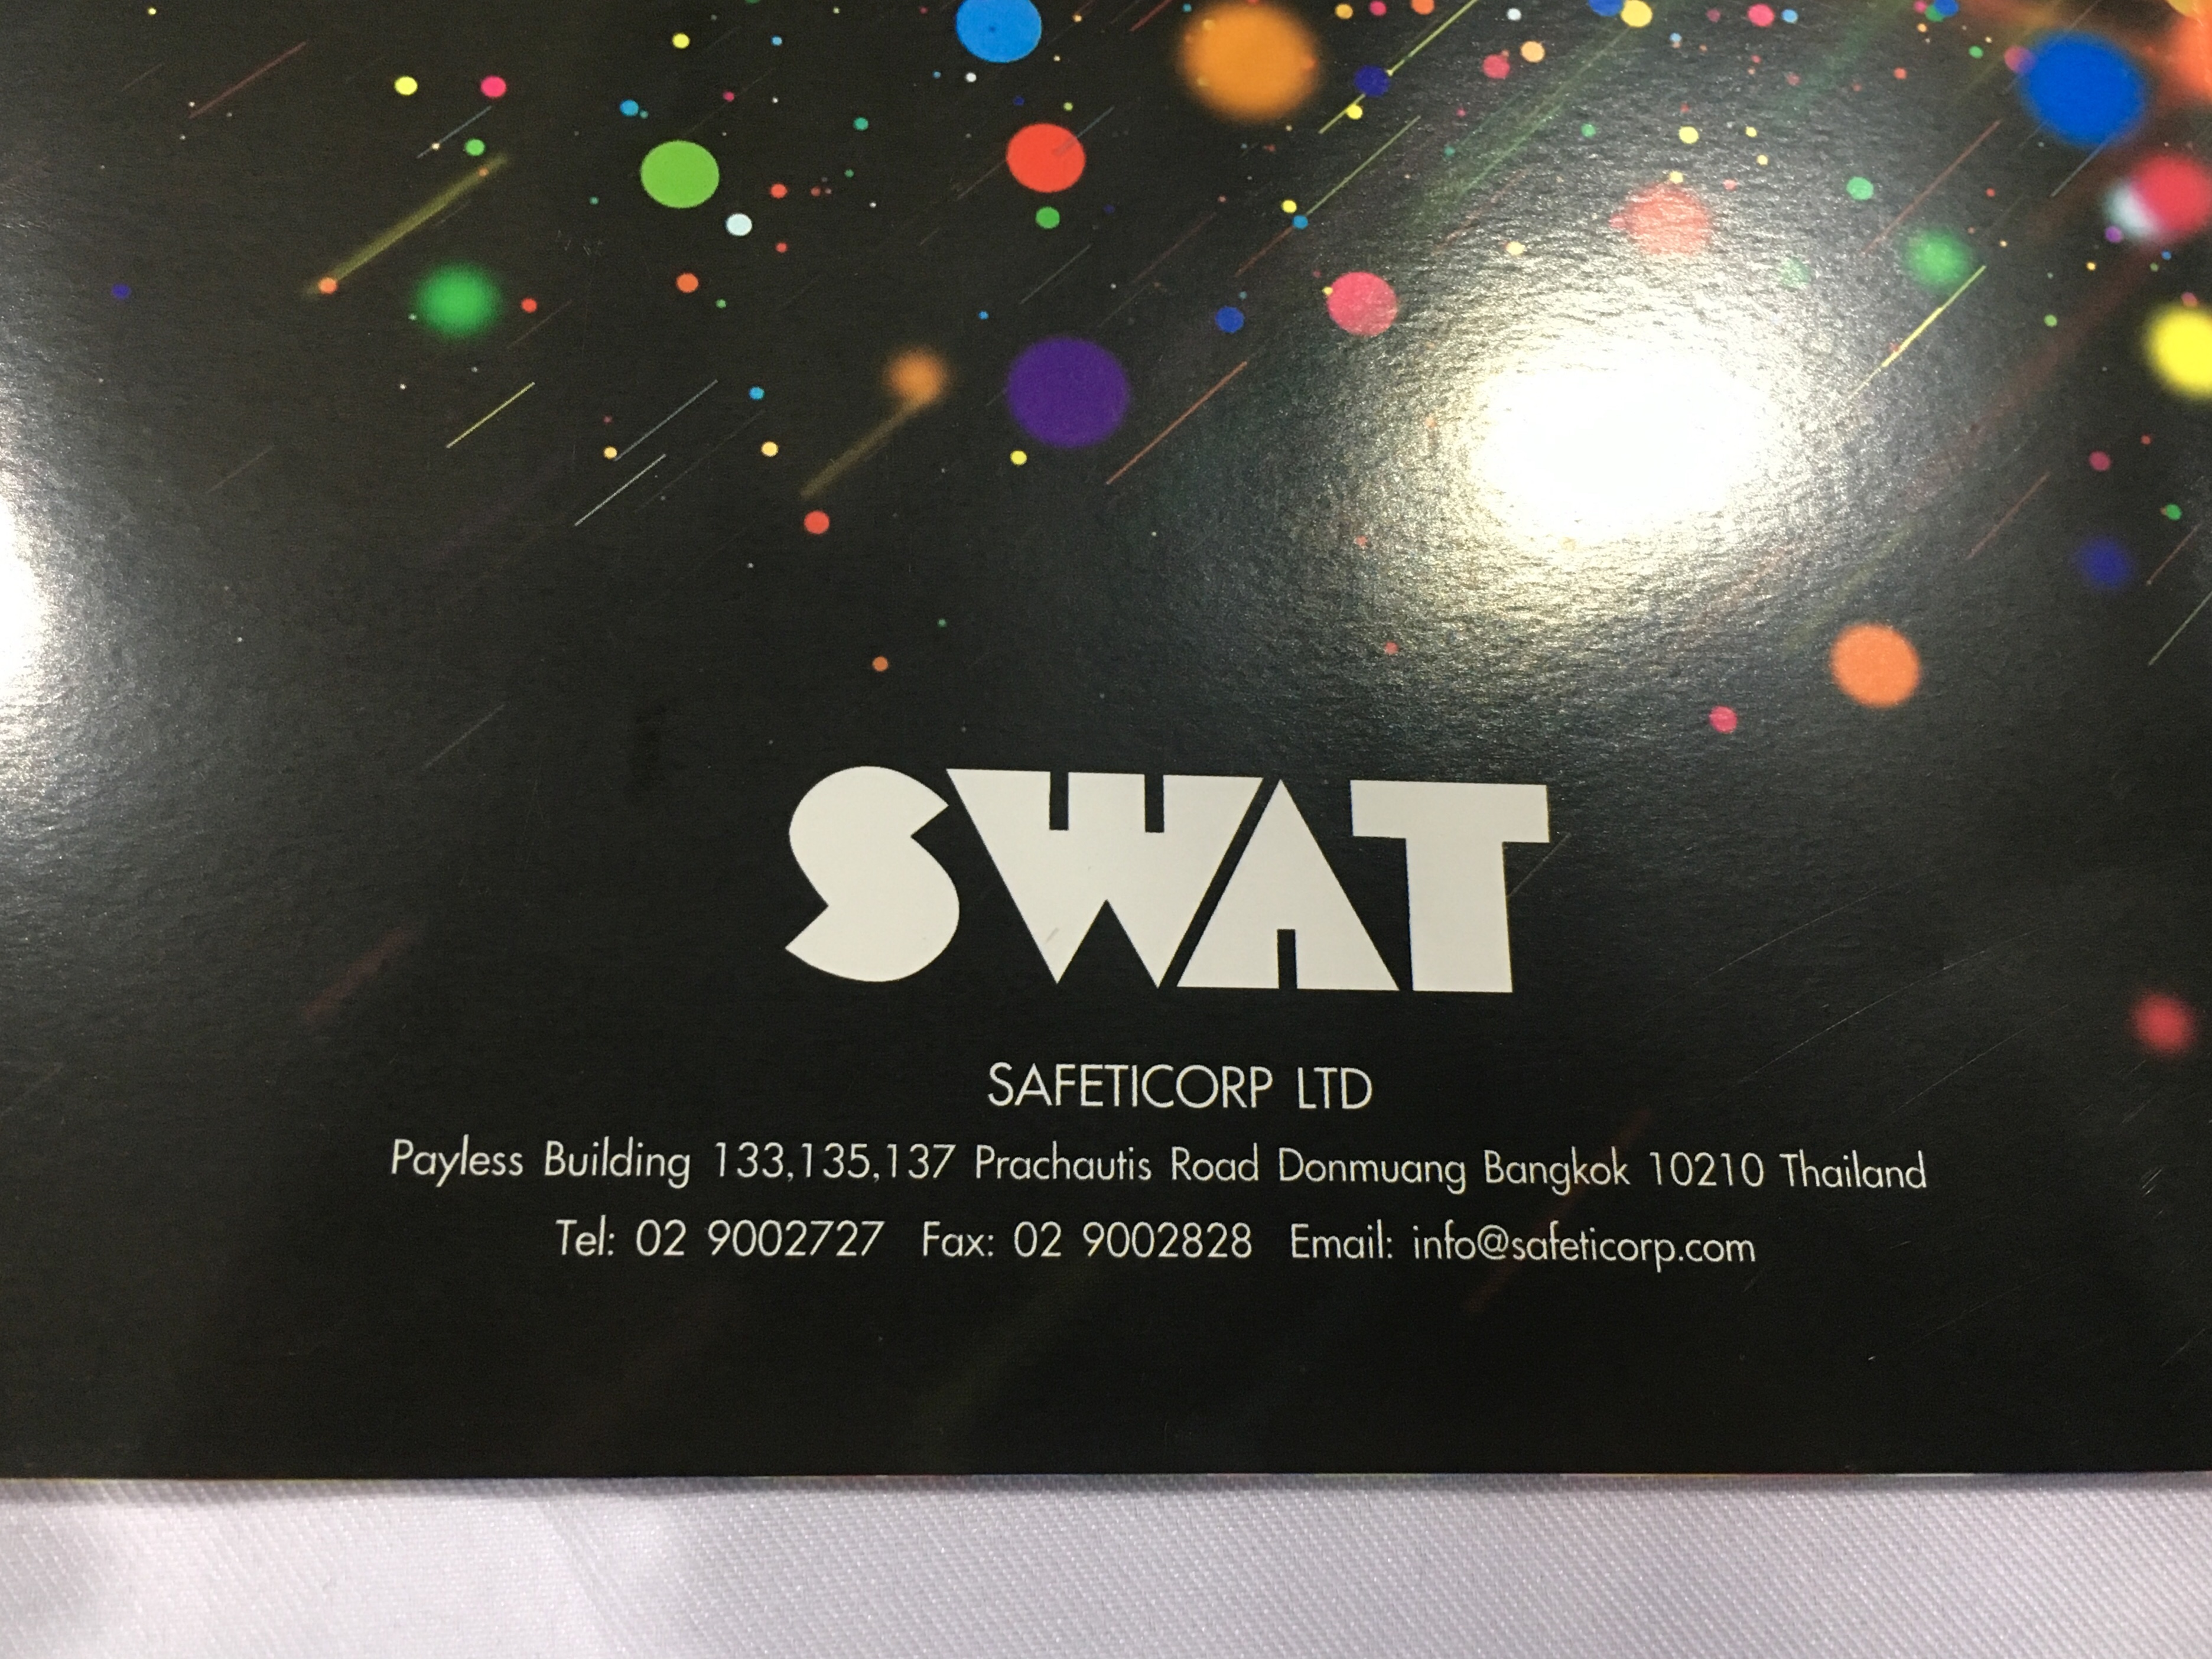 SWAT
SAFETICORP LTD
Payless Building 133,135,137 Prachautis Road Donmuang Bangkok 10210 Thailand
Tel: 02 9002727 Fax: 02 9002828 Email: info@safeticorp.com